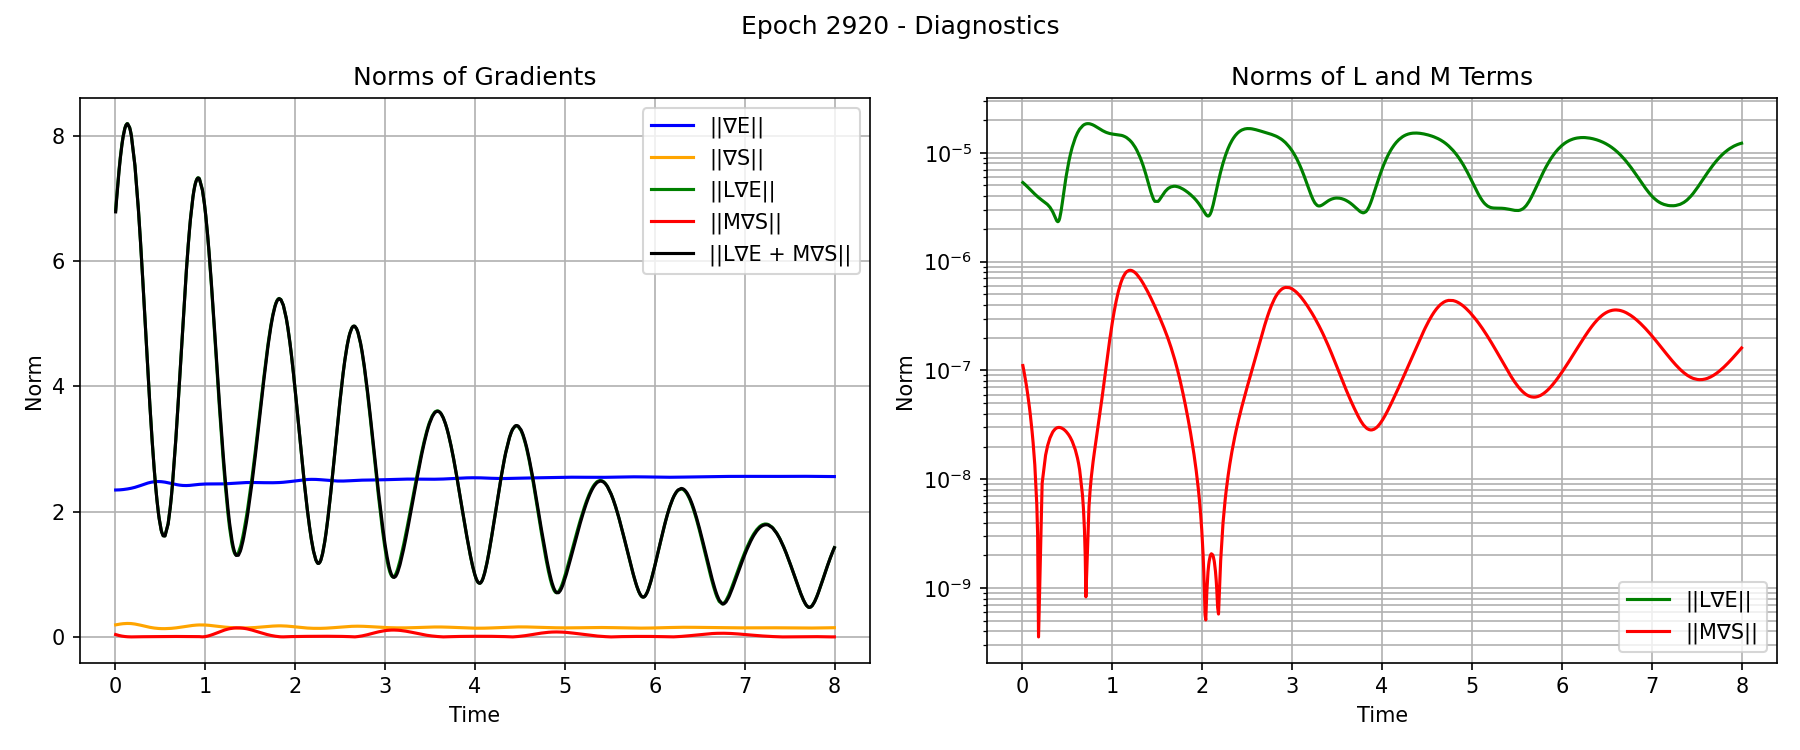 Epoch 2920 - Diagnostics
Norms of Gradients
Norm
8
6
4
2
0
||∇E||
||∇S||
||L∇E||
||M∇S||
||L∇E + M∇S||
0 1 2 3 4 5 6 7 8
Time
Norms of L and M Terms
Norm
10⁻⁵
10⁻⁶
10⁻⁷
10⁻⁸
10⁻⁹
||L∇E||
||M∇S||
0 1 2 3 4 5 6 7 8
Time